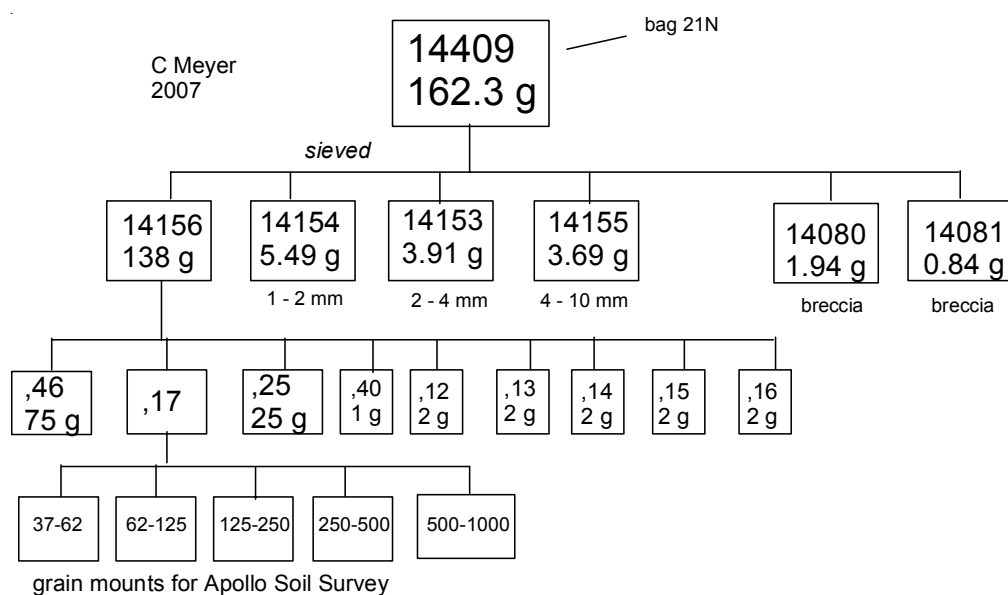 bag 21N
14409
162.3 g
C Meyer
2007
sieved
14156
138 g
14154
5.49 g
1 - 2 mm
14153
3.91 g
2 - 4 mm
14155
3.69 g
4 - 10 mm
14080
1.94 g
breccia
14081
0.84 g
breccia
,46
75 g
,17
,25
25 g
,40
1 g
,12
2 g
,13
2 g
,14
2 g
,15
2 g
,16
2 g
37-62
62-125
125-250
250-500
500-1000
grain mounts for Apollo Soil Survey